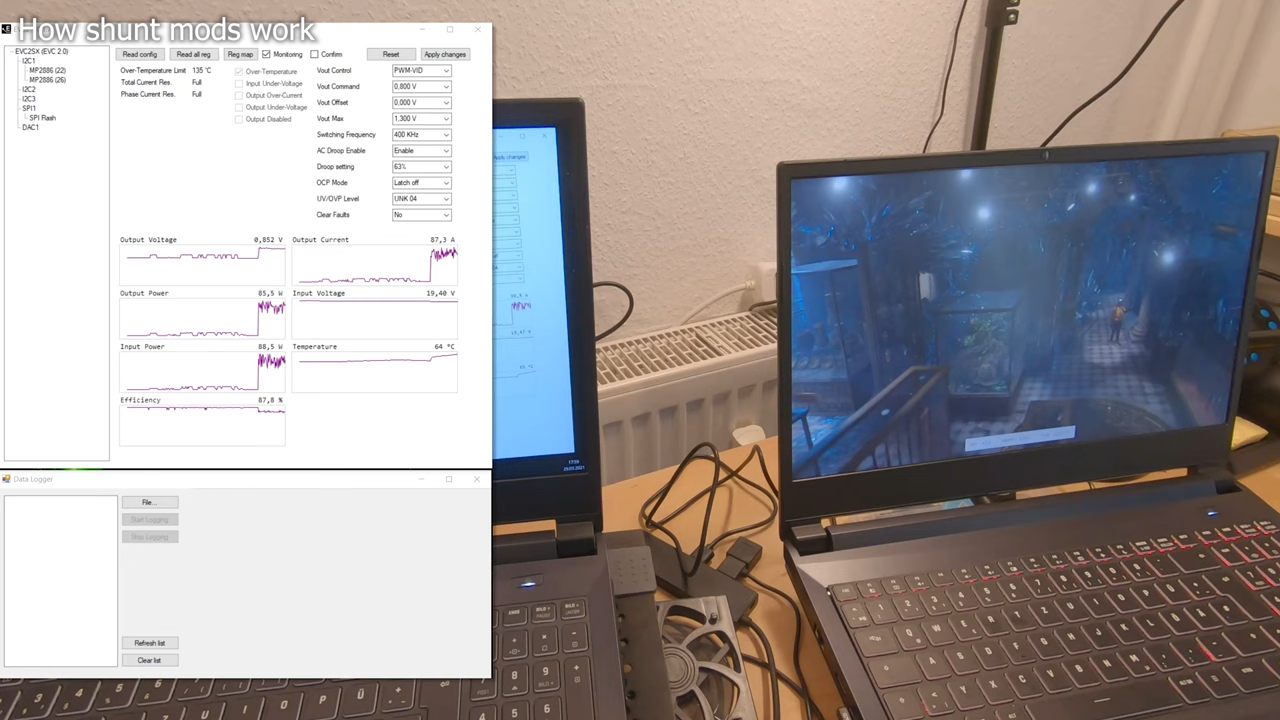 How shunt mods work
EVC2SX (EVC 2.0)
I2C1
MP2886 (22)
MP2886 (26)
I2C2
I2C3
SPI1
SPI Flash
DAC1
Read config
Read all reg
Reg map
Monitoring
Confirm
Reset
Apply changes
Over-Temperature Limit 135 °C
Total Current Res. Full
Phase Current Res. Full
Over-Temperature
Input Under-Voltage
Output Over-Current
Output Under-Voltage
Output Disabled
Vout Control PWM-VID
Vout Command 0,800 V
Vout Offset 0,000 V
Vout Max 1,300 V
Switching Frequency 400 KHz
AC Droop Enable Enable
Droop setting 63%
OCP Mode Latch off
UV/OVP Level UNK 04
Clear Faults No
Output Voltage 0,852 V
Output Current 87,3 A
Output Power 85,5 W
Input Voltage 19,40 V
Input Power 88,5 W
Temperature 64 °C
Efficiency 87,8 %
Data Logger
File...
Start Logging
Stop Logging
Refresh list
Clear list
Apply changes